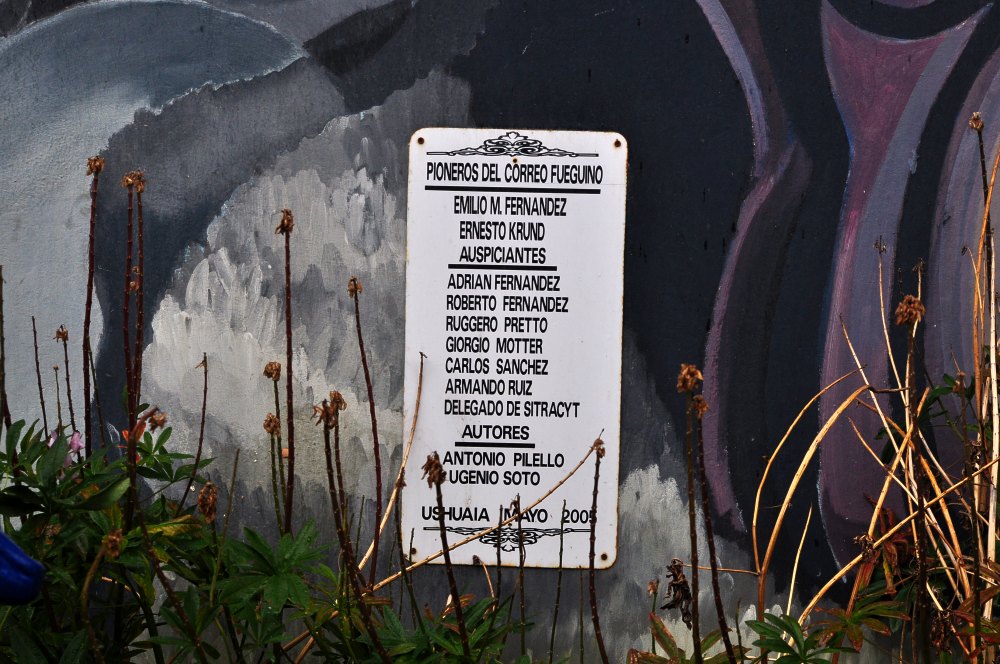 PIONEROS DEL CORREO FUEGUINO
EMILIO M. FERNANDEZ
ERNESTO KRUND
AUSPICIANTES
ADRIAN FERNANDEZ
ROBERTO FERNANDEZ
RUGGERO PRETTO
GIORGIO MOTTER
CARLOS SANCHEZ
ARMANDO RUIZ
DELEGADO DE SITRACYT
AUTORES
ANTONIO PILELLO
EUGENIO SOTO
USHUAIA MAYO 2005